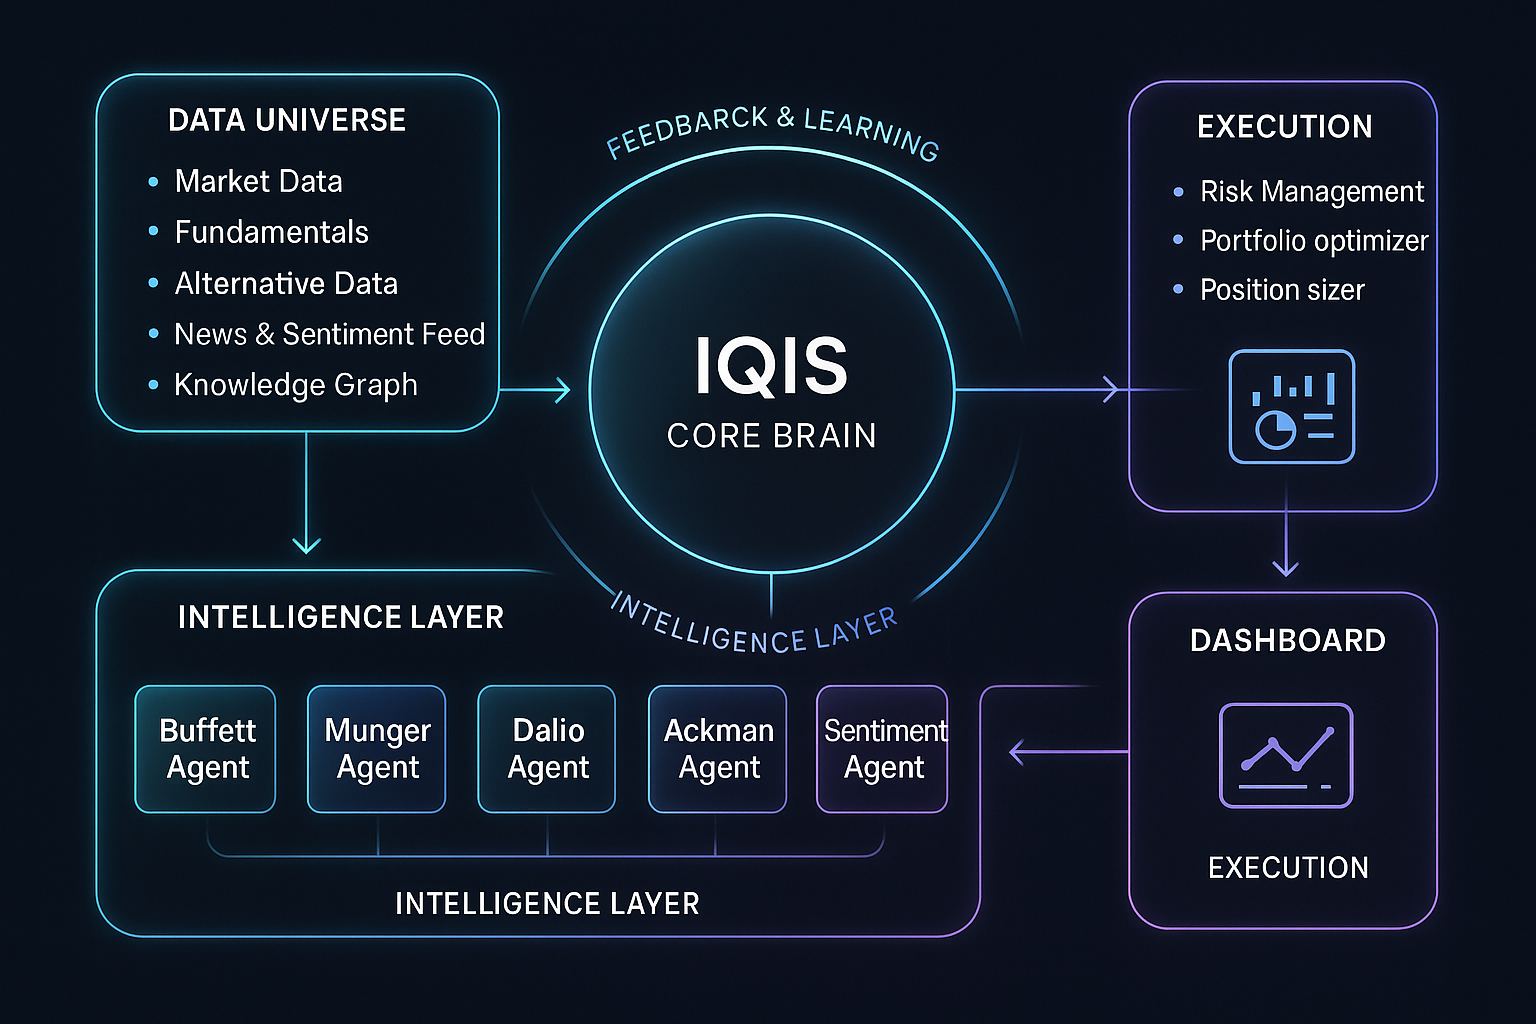 DATA UNIVERSE
• Market Data
• Fundamentals
• Alternative Data
• News & Sentiment Feed
• Knowledge Graph
FEEDBARCK & LEARNING
IQIS
CORE BRAIN
INTELLIGENCE LAYER
EXECUTION
• Risk Management
• Portfolio optimizer
• Position sizer
INTELLIGENCE LAYER
Buffett
Agent
Munger
Agent
Dalio
Agent
Ackman
Agent
Sentiment
Agent
INTELLIGENCE LAYER
DASHBOARD
EXECUTION